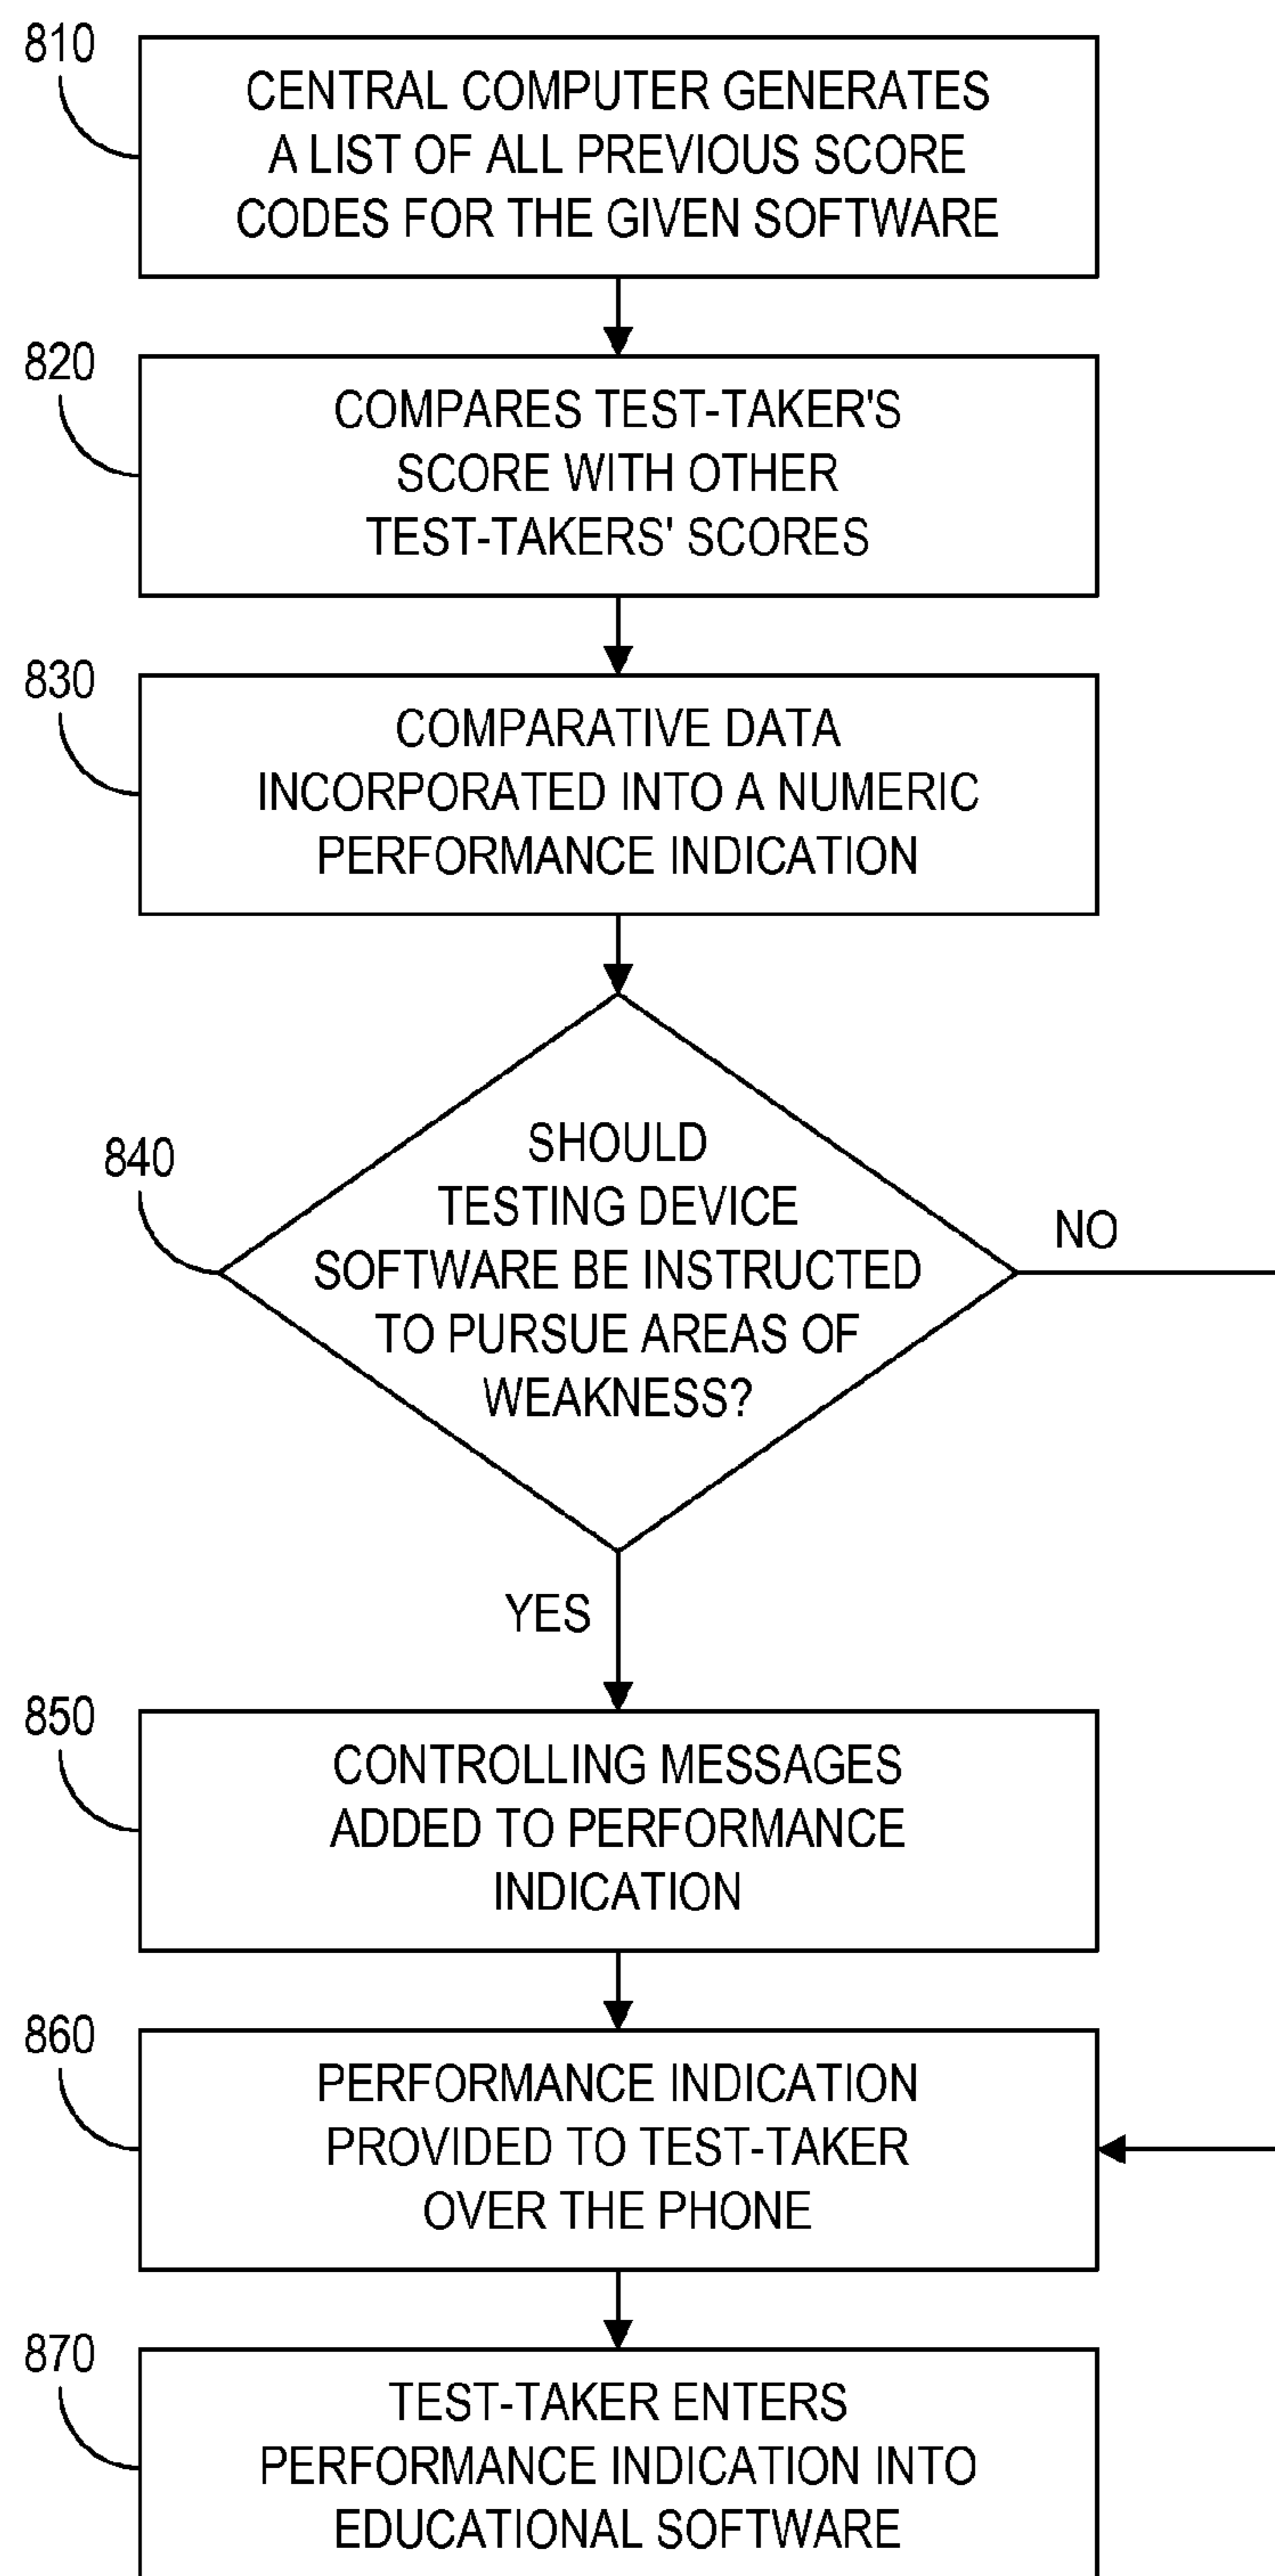 810
CENTRAL COMPUTER GENERATES
A LIST OF ALL PREVIOUS SCORE
CODES FOR THE GIVEN SOFTWARE
820
COMPARES TEST-TAKER'S
SCORE WITH OTHER
TEST-TAKERS' SCORES
830
COMPARATIVE DATA
INCORPORATED INTO A NUMERIC
PERFORMANCE INDICATION
840
SHOULD
TESTING DEVICE
SOFTWARE BE INSTRUCTED
TO PURSUE AREAS OF
WEAKNESS?
NO
YES
850
CONTROLLING MESSAGES
ADDED TO PERFORMANCE
INDICATION
860
PERFORMANCE INDICATION
PROVIDED TO TEST-TAKER
OVER THE PHONE
870
TEST-TAKER ENTERS
PERFORMANCE INDICATION INTO
EDUCATIONAL SOFTWARE